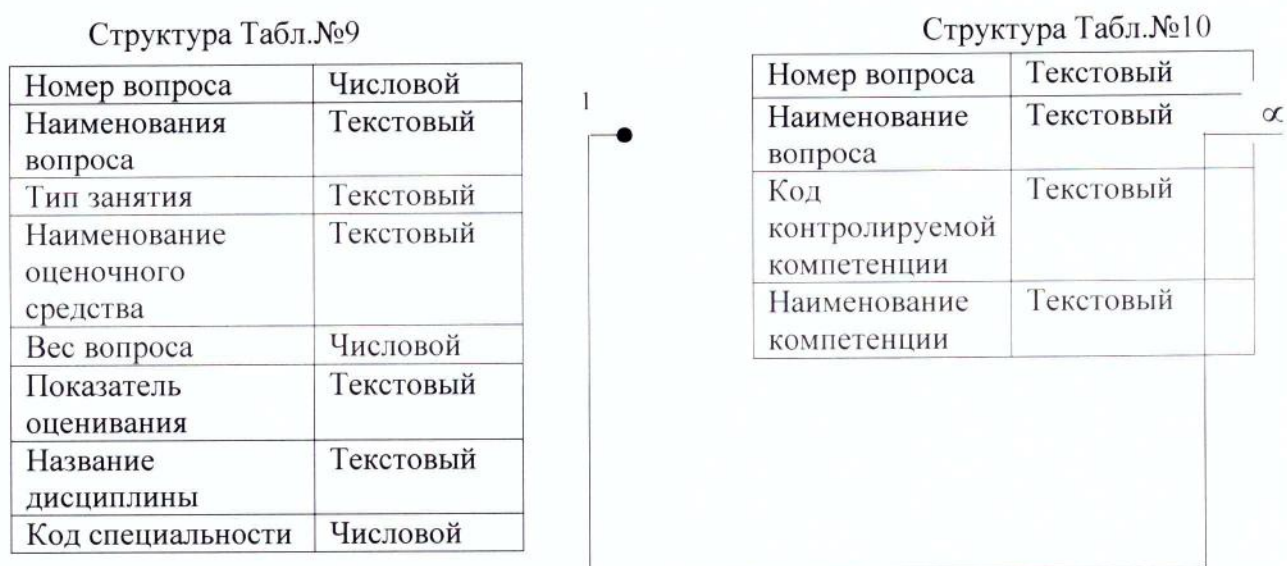 Структура Табл.№9
Номер вопроса Числовой
Наименования Текстовый
вопроса
Тип занятия Текстовый
Наименование Текстовый
оценочного
средства
Вес вопроса Числовой
Показатель Текстовый
оценивания
Название Текстовый
дисциплины
Код специальности Числовой
1
Структура Табл.№10
Номер вопроса Текстовый
Наименование Текстовый
вопроса
Код Текстовый
контролируемой
компетенции
Наименование Текстовый
компетенции
∝